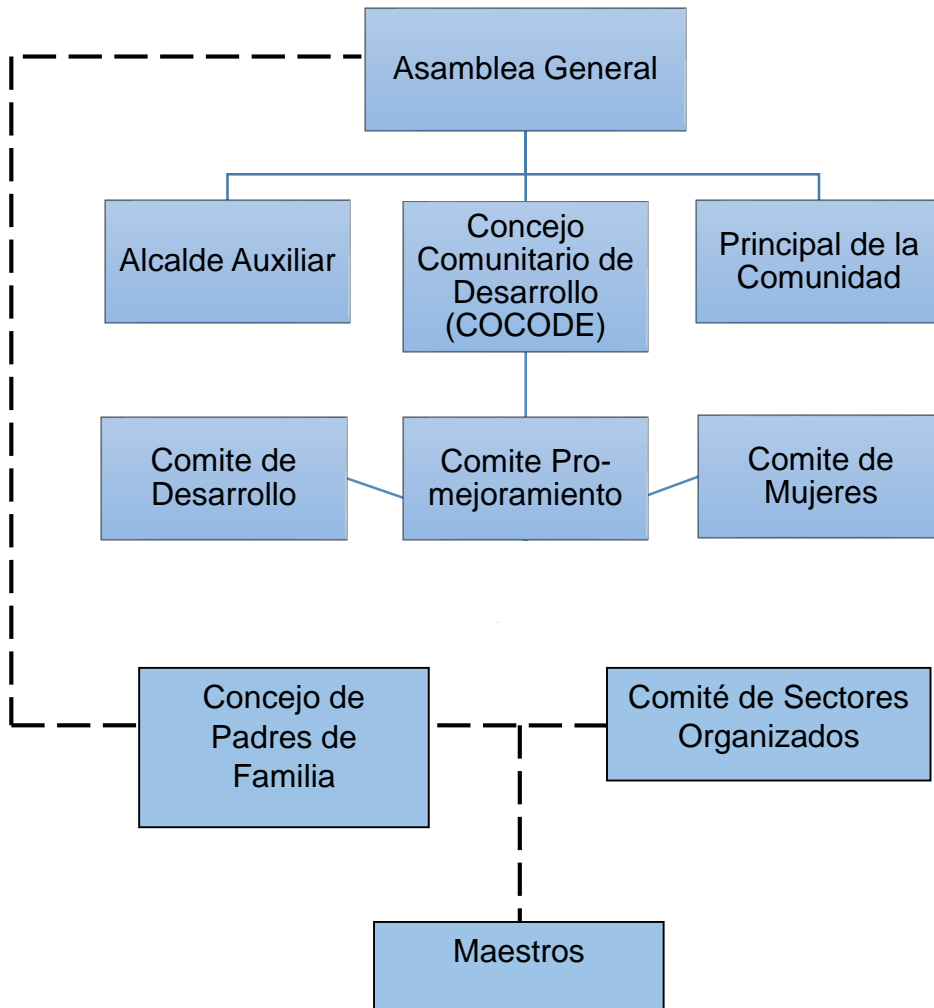 Asamblea General
Alcalde Auxiliar
Concejo
Comunitario de
Desarrollo
(COCODE)
Principal de la
Comunidad
Comite de
Desarrollo
Comite Pro-
mejoramiento
Comite de
Mujeres
Concejo de
Padres de
Familia
Comité de Sectores
Organizados
Maestros